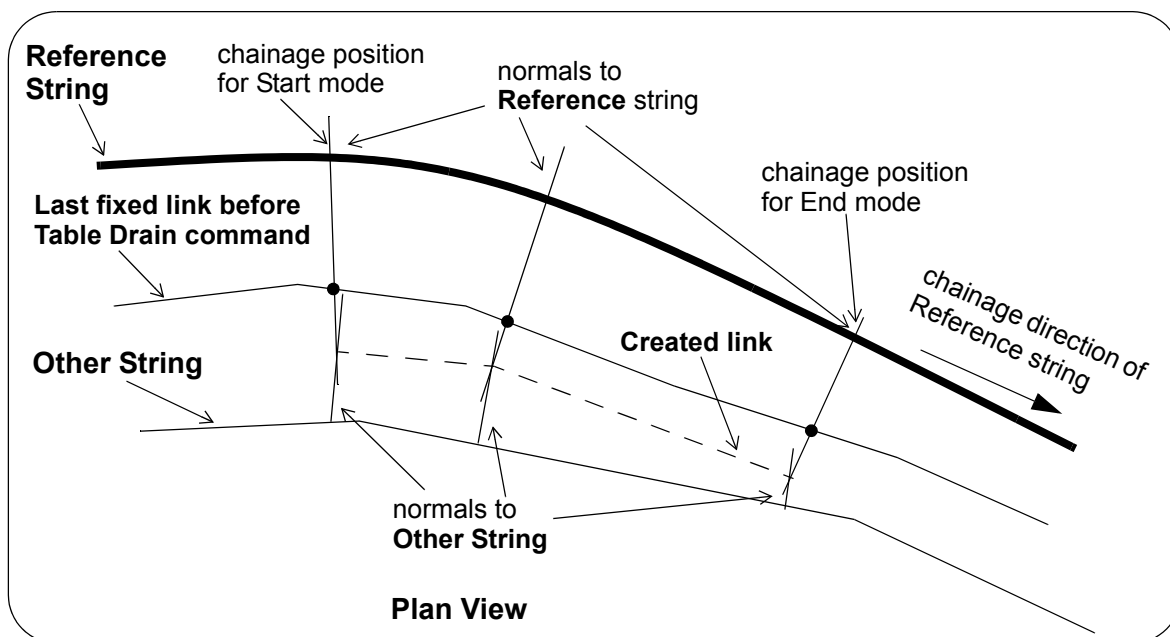 Reference
String
chainage position
for Start mode
normals to
Reference string
chainage position
for End mode
Last fixed link before
Table Drain command
chainage direction of
Reference string
Created link
Other String
normals to
Other String
Plan View